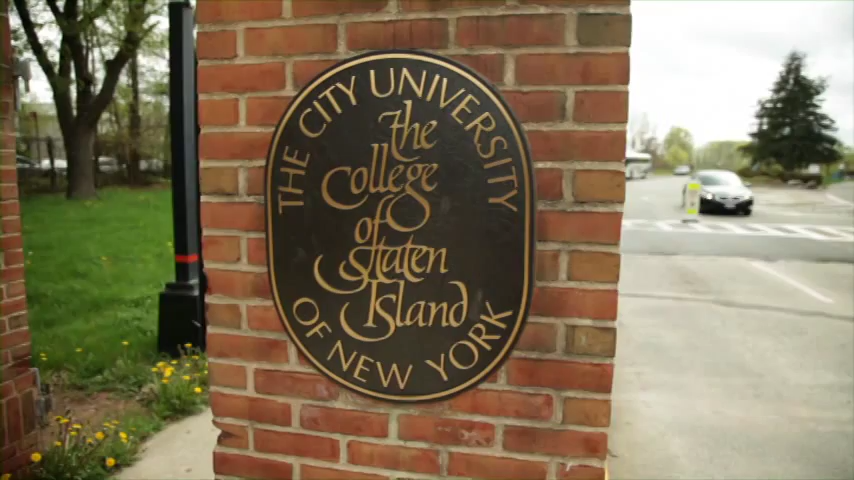 THE CITY UNIVERSITY
the
College
of
Staten
Island
OF NEW YORK